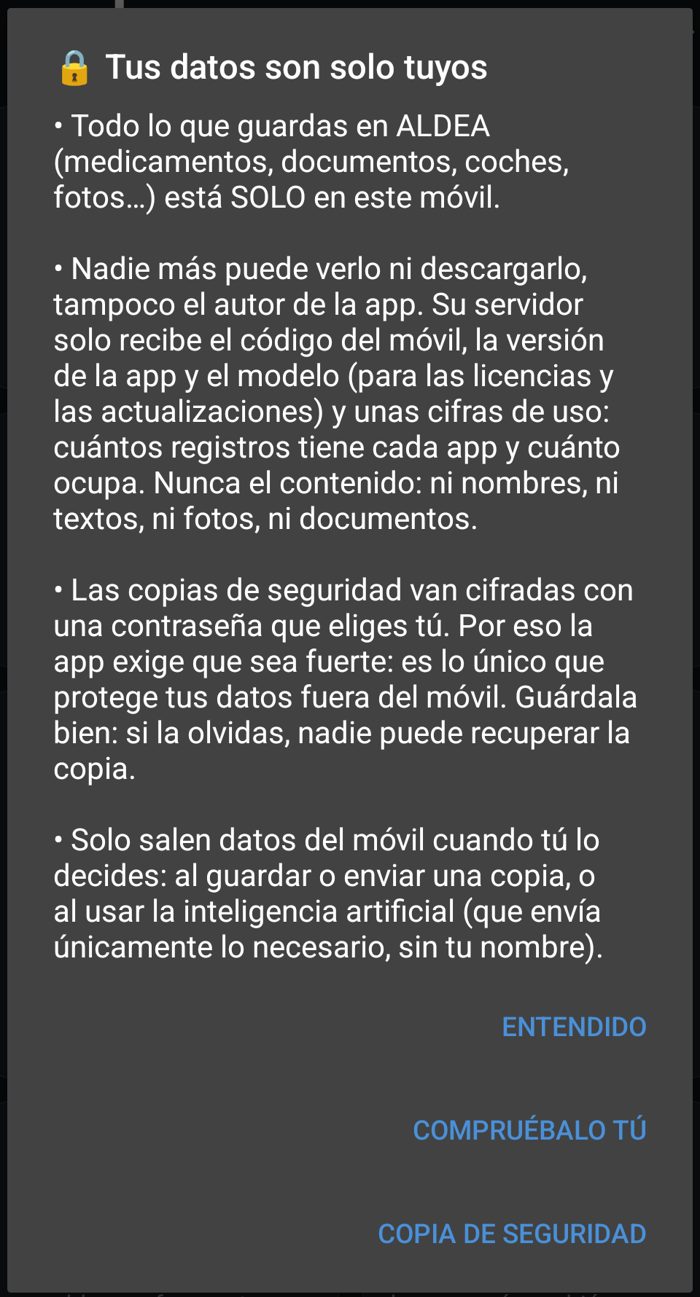 🔒 Tus datos son solo tuyos
• Todo lo que guardas en ALDEA
(medicamentos, documentos, coches,
fotos...) está SOLO en este móvil.
• Nadie más puede verlo ni descargarlo,
tampoco el autor de la app. Su servidor
solo recibe el código del móvil, la versión
de la app y el modelo (para las licencias y
las actualizaciones) y unas cifras de uso:
cuántos registros tiene cada app y cuánto
ocupa. Nunca el contenido: ni nombres, ni
textos, ni fotos, ni documentos.
• Las copias de seguridad van cifradas con
una contraseña que eliges tú. Por eso la
app exige que sea fuerte: es lo único que
protege tus datos fuera del móvil. Guárdala
bien: si la olvidas, nadie puede recuperar la
copia.
• Solo salen datos del móvil cuando tú lo
decides: al guardar o enviar una copia, o
al usar la inteligencia artificial (que envía
únicamente lo necesario, sin tu nombre).
ENTENDIDO
COMPRUÉBALO TÚ
COPIA DE SEGURIDAD